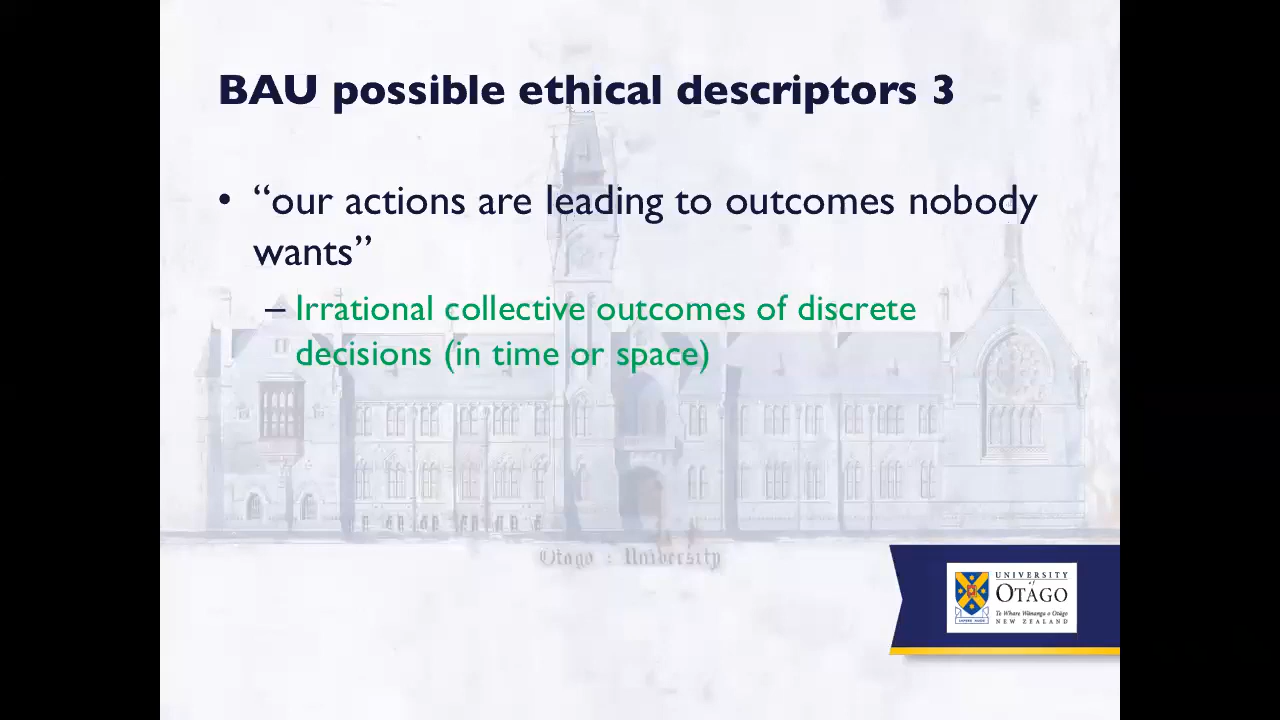 BAU possible ethical descriptors 3
• “our actions are leading to outcomes nobody
wants”
– Irrational collective outcomes of discrete
decisions (in time or space)
Otago : University
UNIVERSITY
of
OTAGO
Te Whare Wānanga o Otāgo
NEW ZEALAND